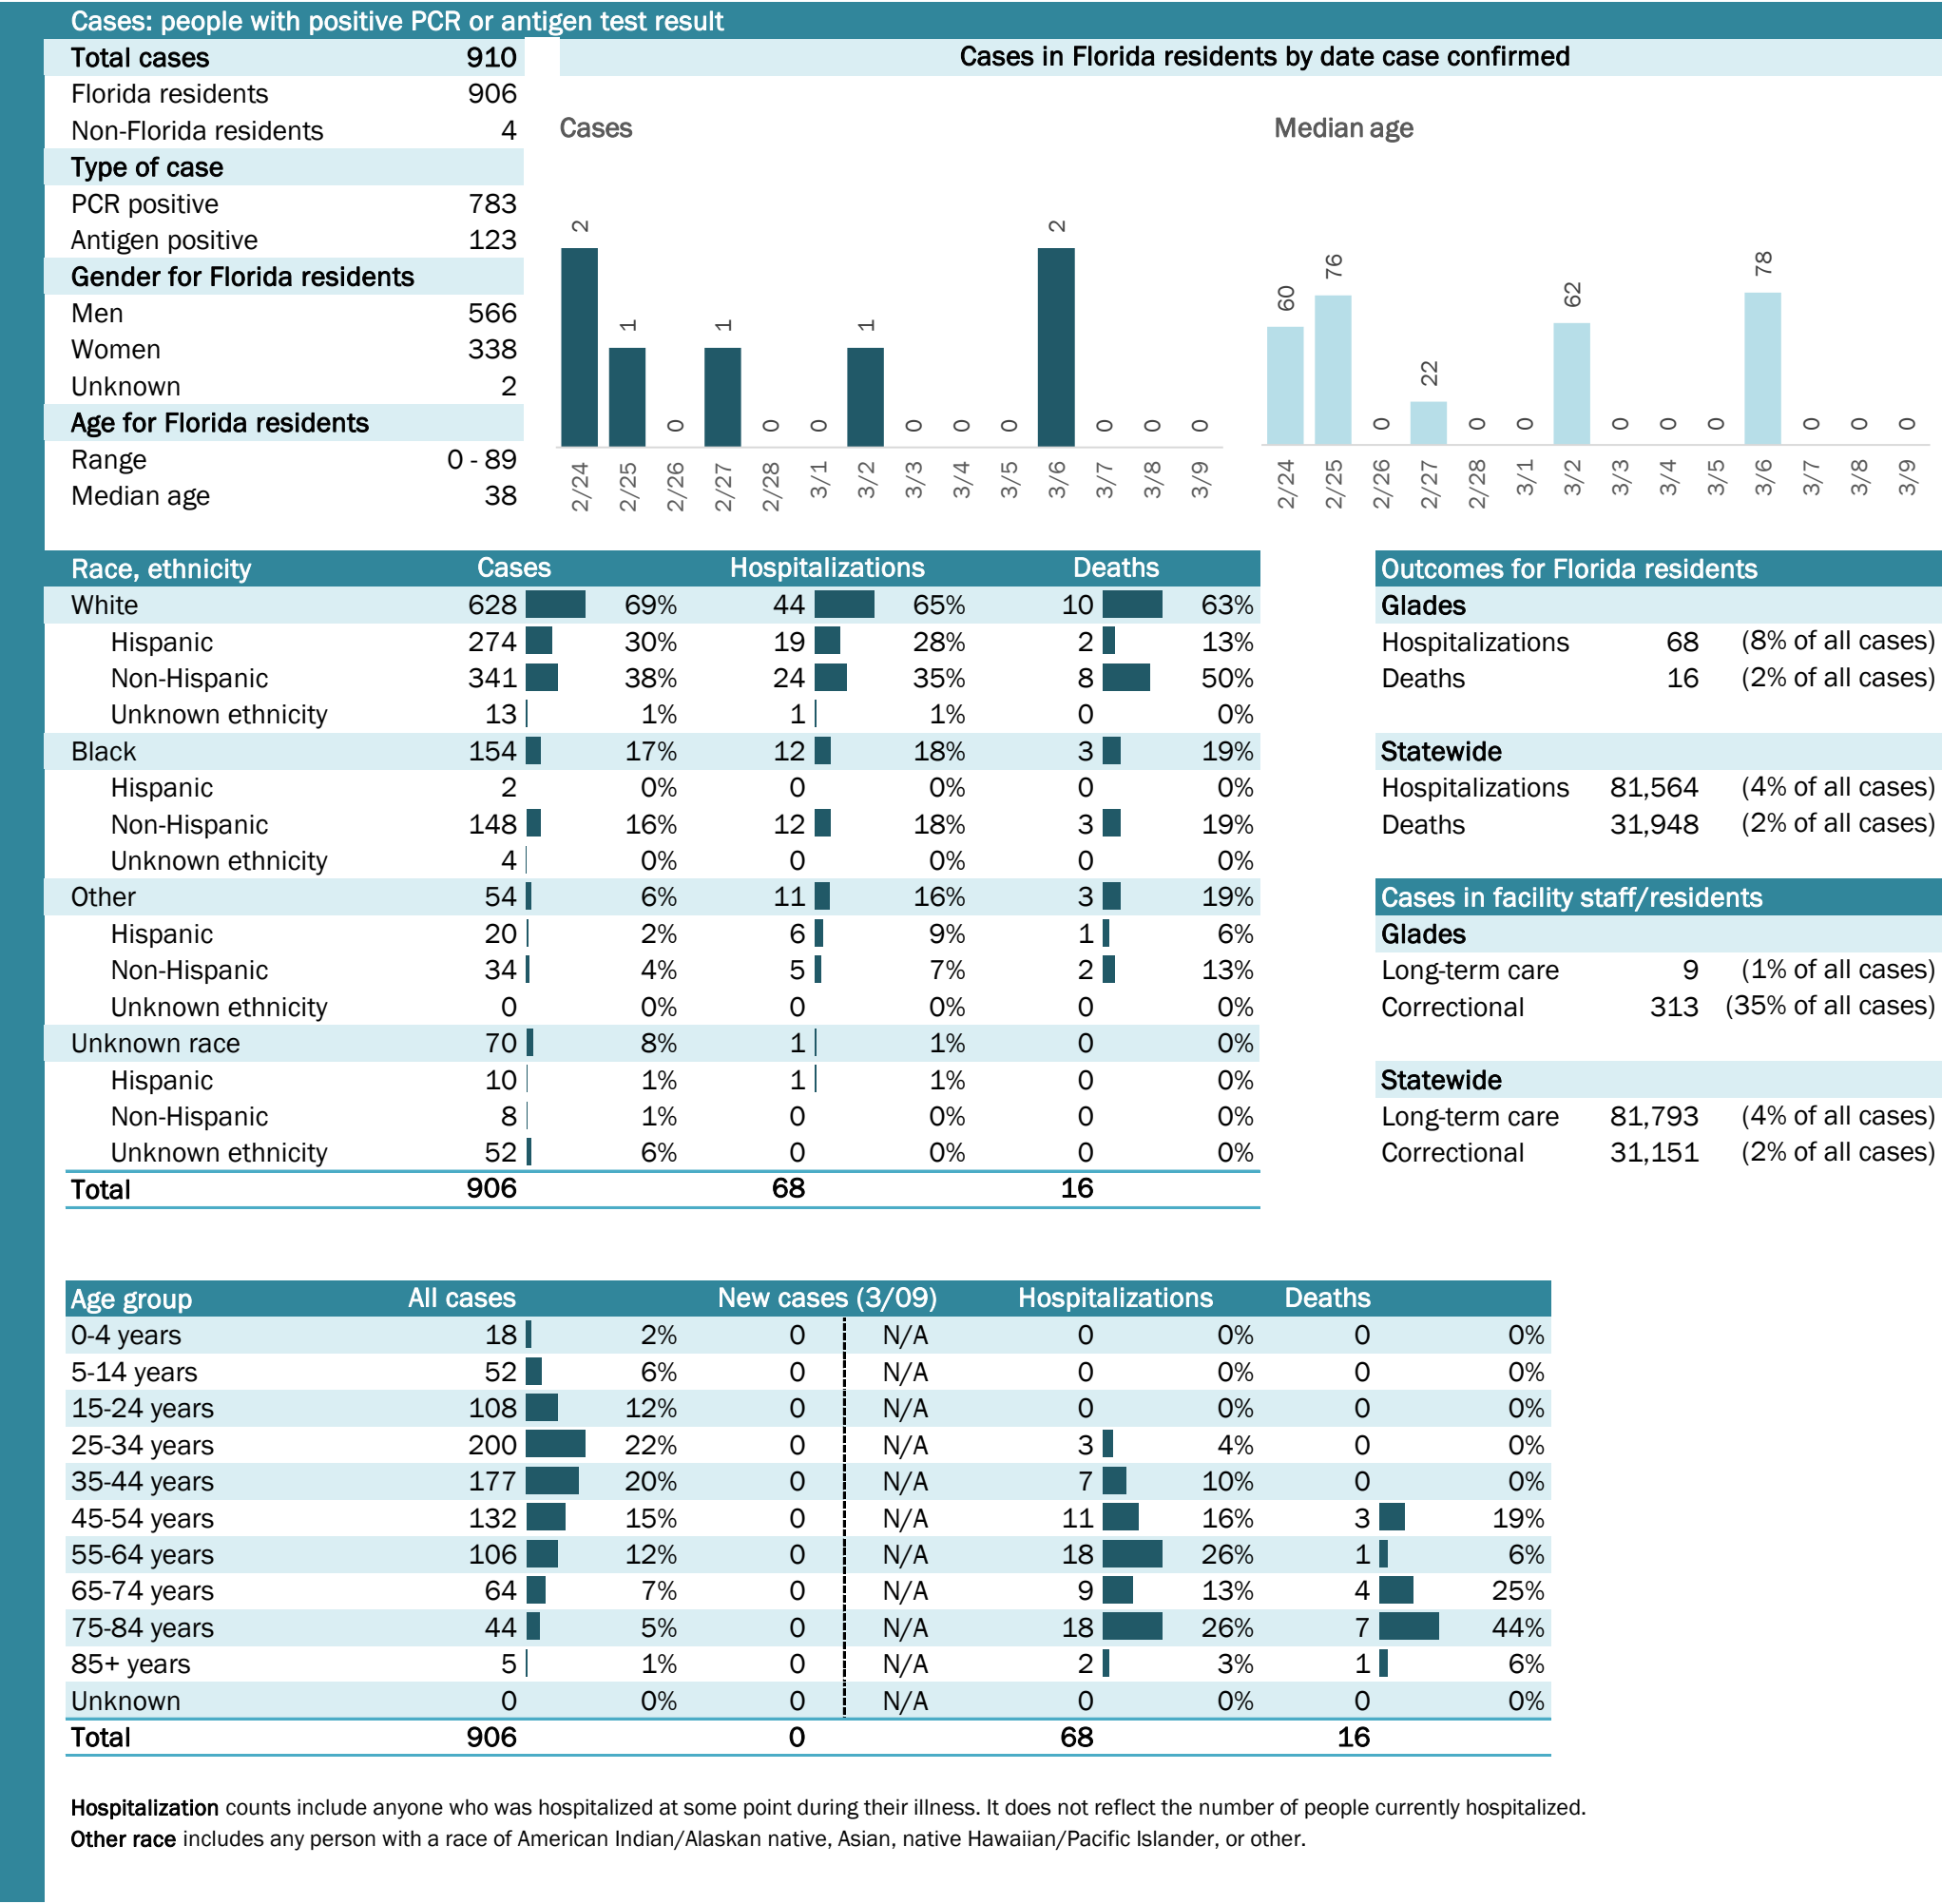 Cases: people with positive PCR or antigen test result
Total cases 910
Florida residents 906
Non-Florida residents 4
Type of case
PCR positive 783
Antigen positive 123
Gender for Florida residents
Men 566
Women 338
Unknown 2
Age for Florida residents
Range 0 - 89
Median age 38
Cases in Florida residents by date case confirmed
Cases
2 1 0 1 0 0 1 0 0 0 2 0 0 0
2/24 2/25 2/26 2/27 2/28 3/1 3/2 3/3 3/4 3/5 3/6 3/7 3/8 3/9
Median age
60 76 0 22 0 0 62 0 0 0 78 0 0 0
2/24 2/25 2/26 2/27 2/28 3/1 3/2 3/3 3/4 3/5 3/6 3/7 3/8 3/9
Race, ethnicity Cases Hospitalizations Deaths
White 628 69% 44 65% 10 63%
Hispanic 274 30% 19 28% 2 13%
Non-Hispanic 341 38% 24 35% 8 50%
Unknown ethnicity 13 1% 1 1% 0 0%
Black 154 17% 12 18% 3 19%
Hispanic 2 0% 0 0% 0 0%
Non-Hispanic 148 16% 12 18% 3 19%
Unknown ethnicity 4 0% 0 0% 0 0%
Other 54 6% 11 16% 3 19%
Hispanic 20 2% 6 9% 1 6%
Non-Hispanic 34 4% 5 7% 2 13%
Unknown ethnicity 0 0% 0 0% 0 0%
Unknown race 70 8% 1 1% 0 0%
Hispanic 10 1% 1 1% 0 0%
Non-Hispanic 8 1% 0 0% 0 0%
Unknown ethnicity 52 6% 0 0% 0 0%
Total 906 68 16
Outcomes for Florida residents
Glades
Hospitalizations 68 (8% of all cases)
Deaths 16 (2% of all cases)
Statewide
Hospitalizations 81,564 (4% of all cases)
Deaths 31,948 (2% of all cases)
Cases in facility staff/residents
Glades
Long-term care 9 (1% of all cases)
Correctional 313 (35% of all cases)
Statewide
Long-term care 81,793 (4% of all cases)
Correctional 31,151 (2% of all cases)
Age group All cases New cases (3/09) Hospitalizations Deaths
0-4 years 18 2% 0 N/A 0 0% 0 0%
5-14 years 52 6% 0 N/A 0 0% 0 0%
15-24 years 108 12% 0 N/A 0 0% 0 0%
25-34 years 200 22% 0 N/A 3 4% 0 0%
35-44 years 177 20% 0 N/A 7 10% 0 0%
45-54 years 132 15% 0 N/A 11 16% 3 19%
55-64 years 106 12% 0 N/A 18 26% 1 6%
65-74 years 64 7% 0 N/A 9 13% 4 25%
75-84 years 44 5% 0 N/A 18 26% 7 44%
85+ years 5 1% 0 N/A 2 3% 1 6%
Unknown 0 0% 0 N/A 0 0% 0 0%
Total 906 0 68 16
Hospitalization counts include anyone who was hospitalized at some point during their illness. It does not reflect the number of people currently hospitalized.
Other race includes any person with a race of American Indian/Alaskan native, Asian, native Hawaiian/Pacific Islander, or other.